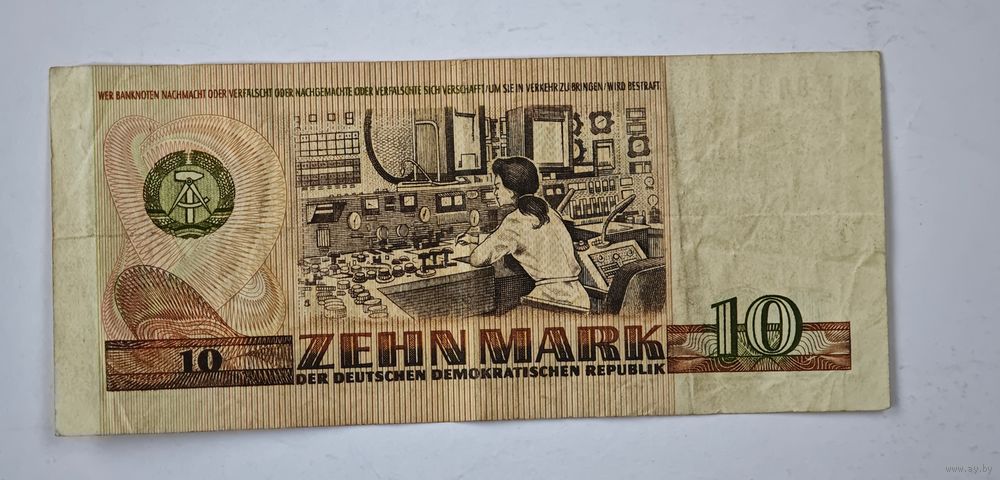 WER BANKNOTEN NACHMACHT ODER VERFÄLSCHT ODER NACHGEMACHTE ODER VERFÄLSCHTE SICH VERSCHAFFT/UM SIE IN VERKEHR ZU BRINGEN/WIRD BESTRAFT.
10
ZEHN MARK
DER DEUTSCHEN DEMOKRATISCHEN REPUBLIK
10
www.ay.by